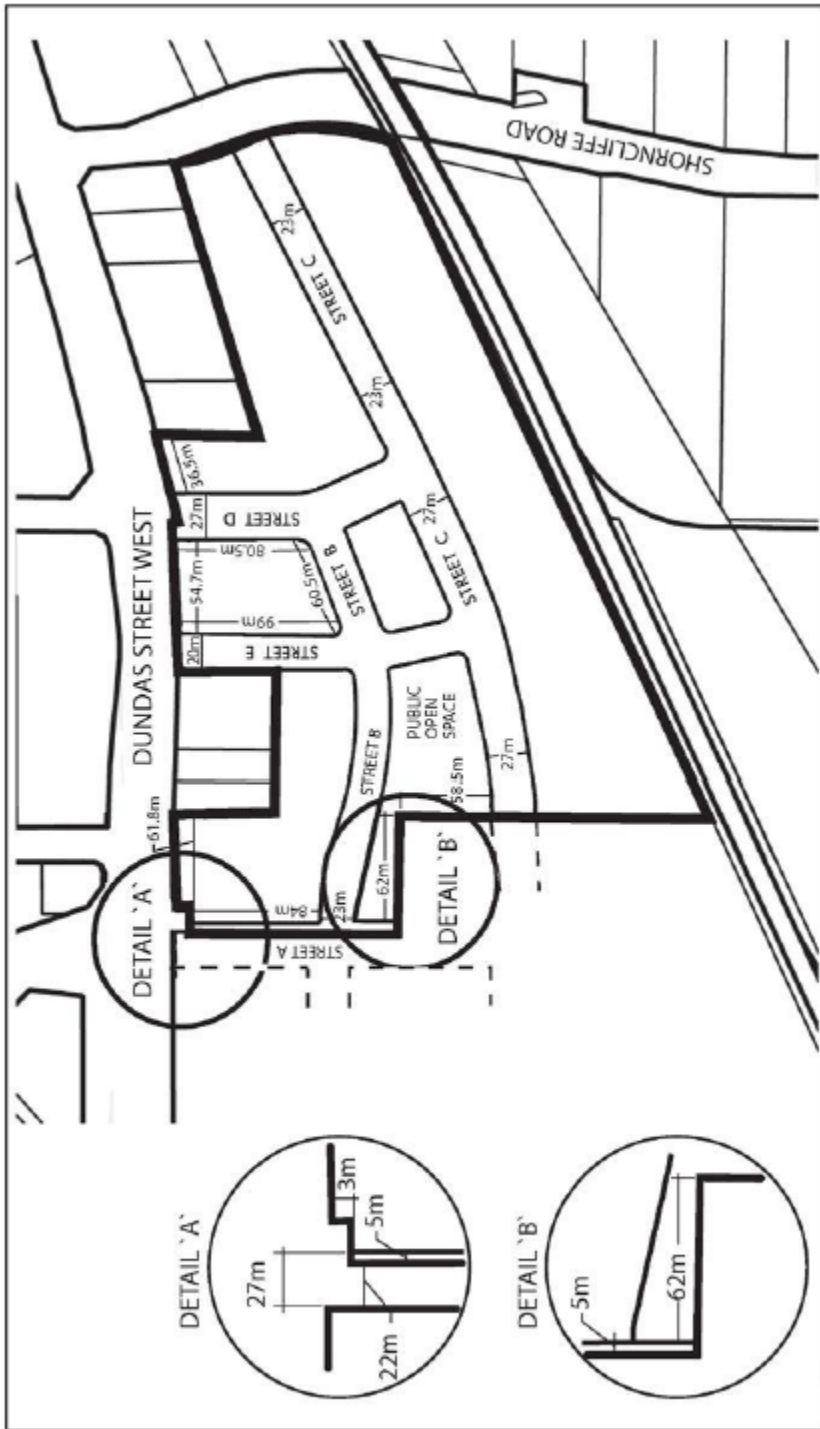 DUNDAS STREET WEST
SHORNCLIFFE ROAD
23m
STREET C
23m
36.5m
27m
STREET D
80.5m
54.7m
60.5m
STREET B
27m
STREET C
99m
20m
STREET E
PUBLIC
OPEN
SPACE
STREET B
27m
58.5m
61.8m
62m
84m
23m
STREET A
DETAIL `A`
DETAIL `B`
DETAIL `A`
27m
3m
5m
22m
DETAIL `B`
5m
62m